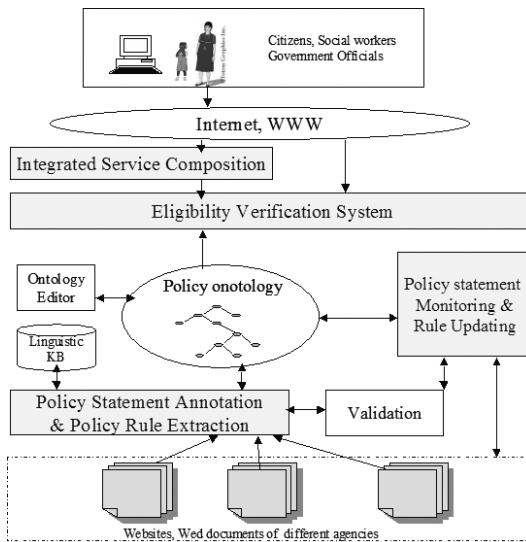 Citizens, Social workers
Government Officials
Internet, WWW
Integrated Service Composition
Eligibility Verification System
Ontology
Editor
Policy onotology
Policy statement
Monitoring &
Rule Updating
Linguistic
KB
Policy Statement Annotation
& Policy Rule Extraction
Validation
Websites, Wed documents of different agencies